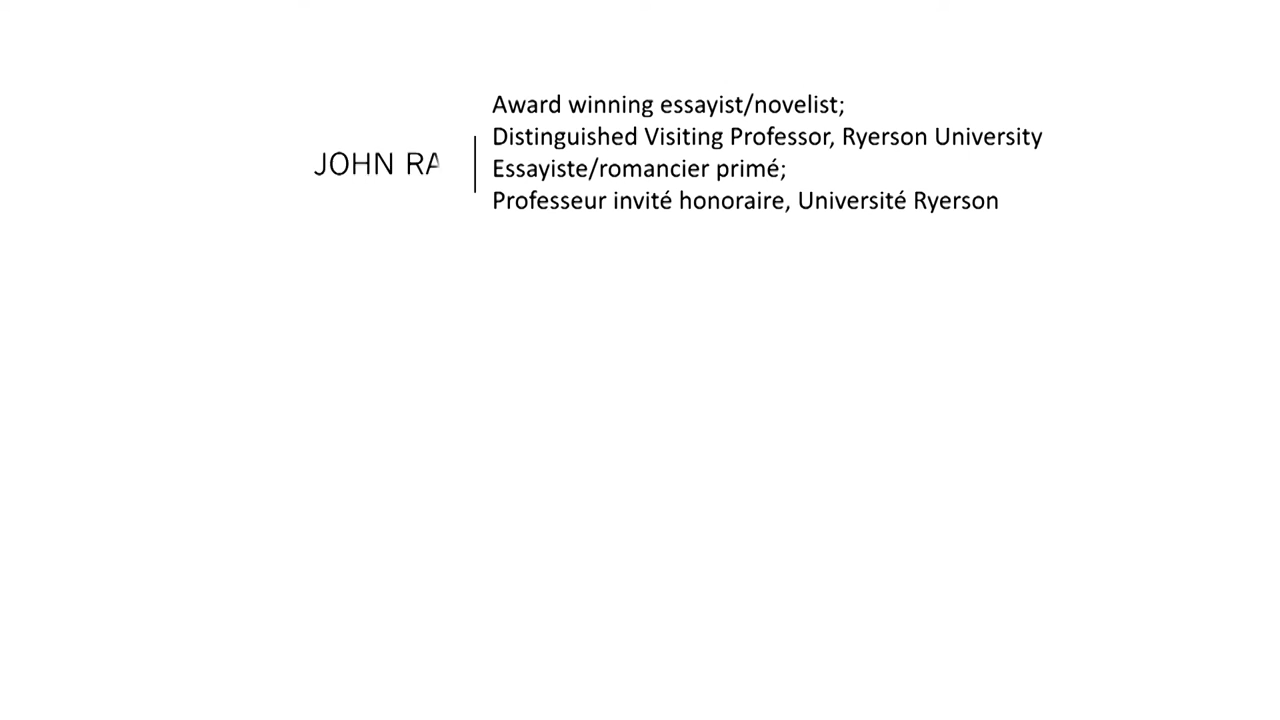 JOHN RA
Award winning essayist/novelist;
Distinguished Visiting Professor, Ryerson University
Essayiste/romancier primé;
Professeur invité honoraire, Université Ryerson